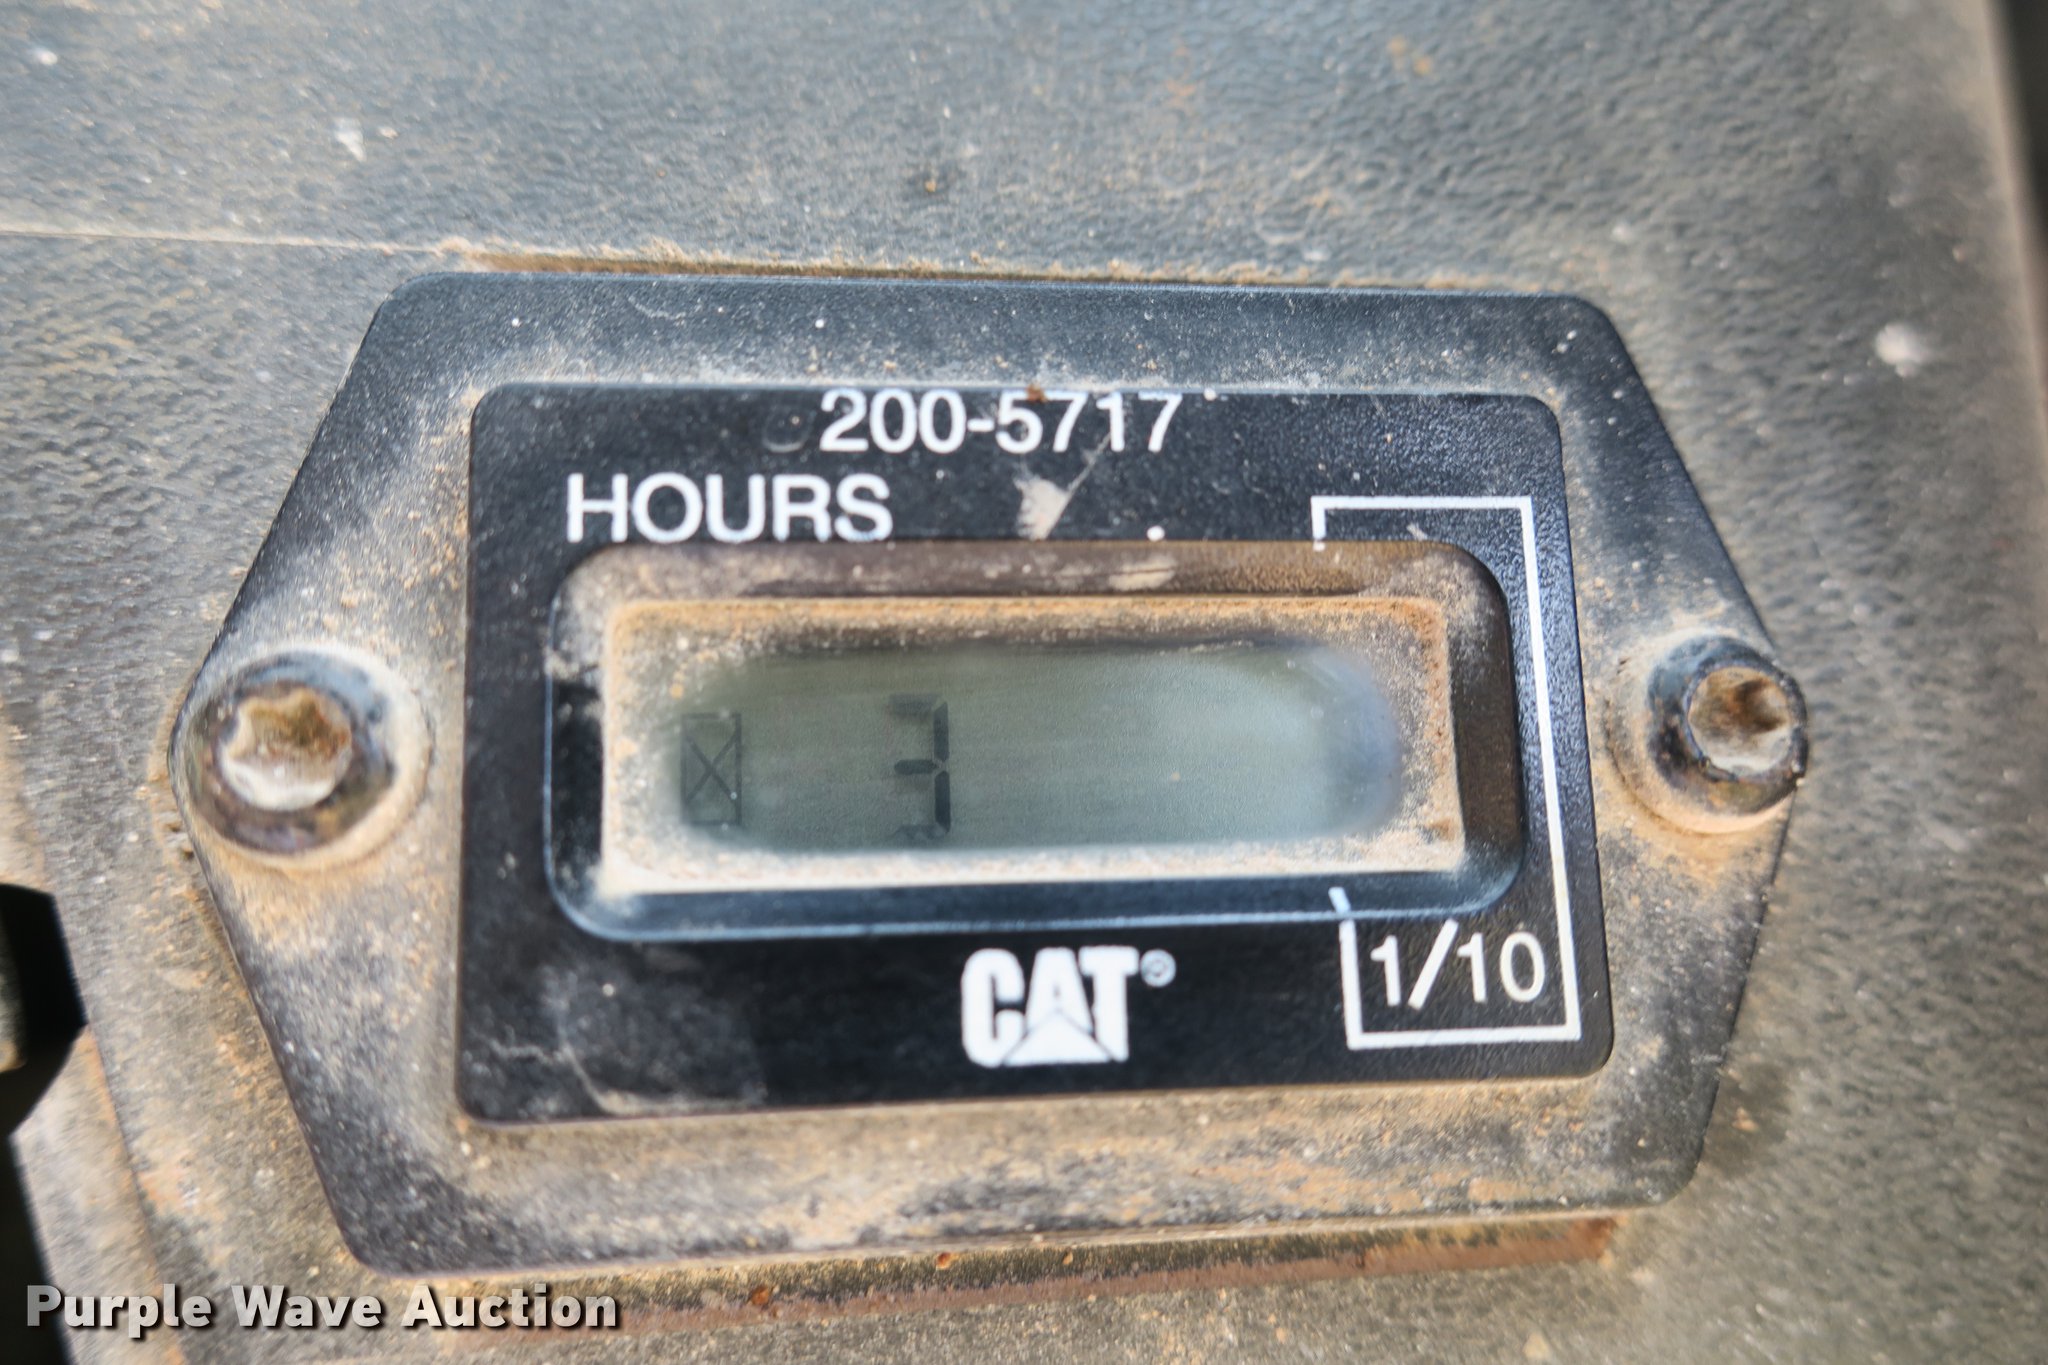 200-5717
HOURS
3
CAT®
1/10
Purple Wave Auction